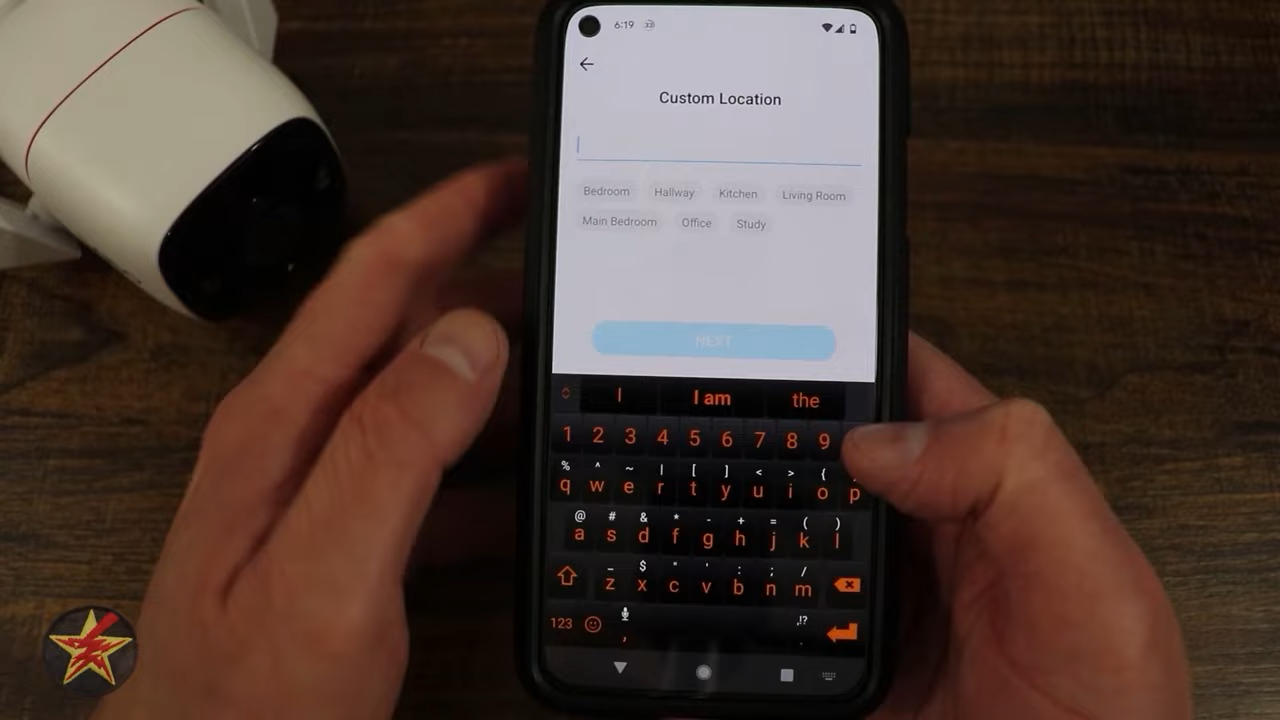 6:19
Custom Location
Bedroom Hallway Kitchen Living Room
Main Bedroom Office Study
NEXT
I I am the
1 2 3 4 5 6 7 8 9
% ^ ~ | [ ] < > {
q w e r t y u i o p
@ # & * - + = ( )
a s d f g h j k l
_ $ " ' : ; /
z x c v b n m
,!?
123 , .